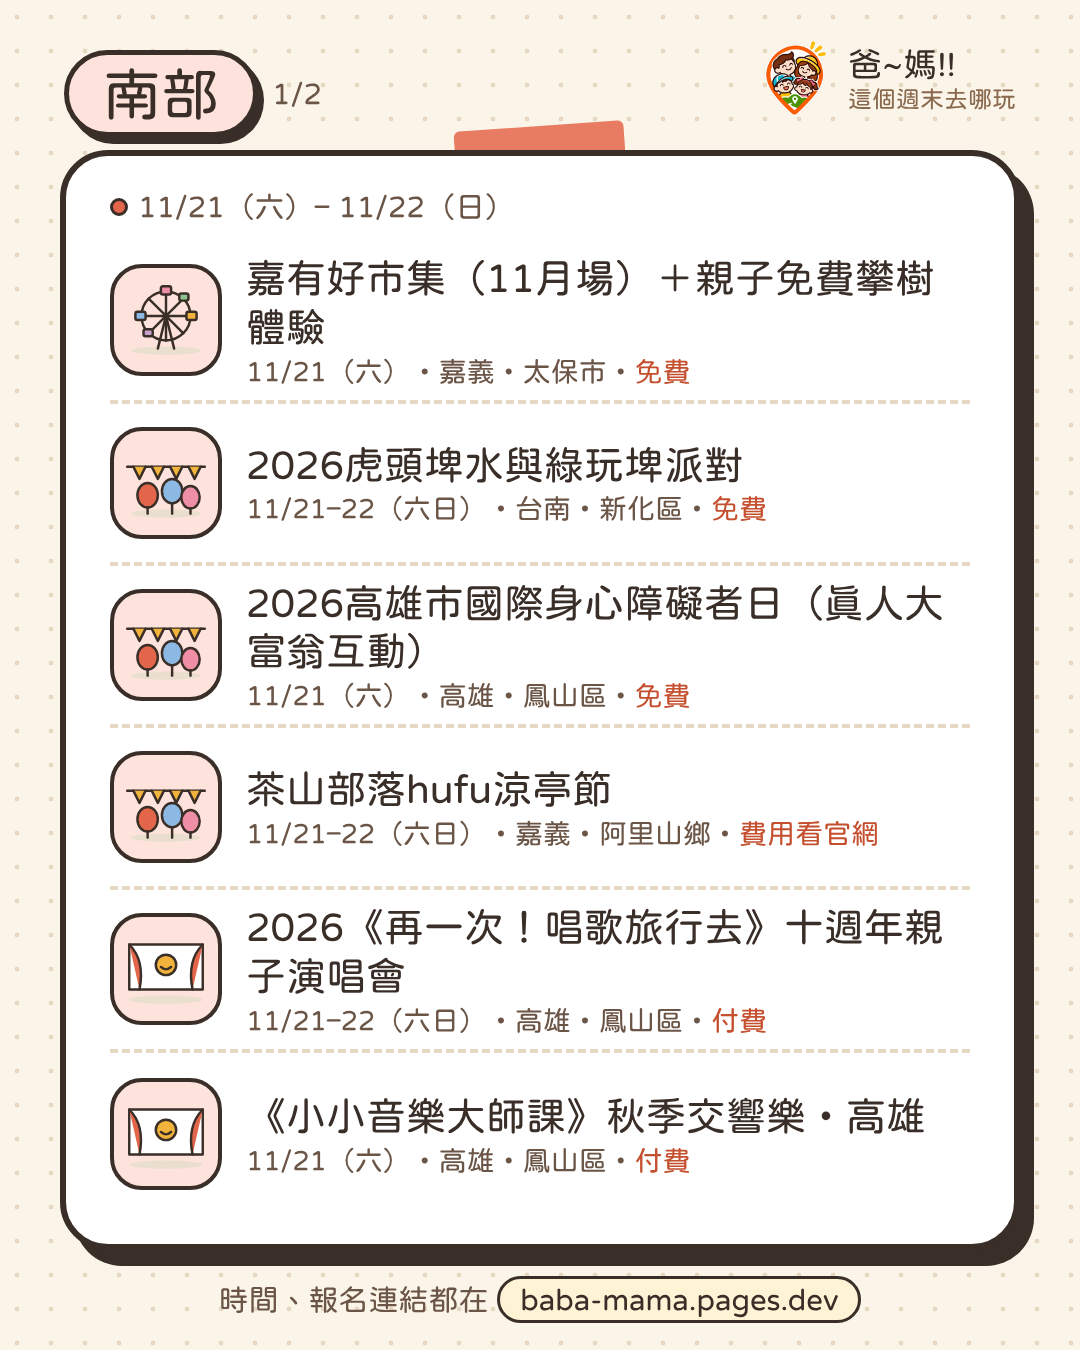 南部
1/2
爸~媽!!
這個週末去哪玩
11/21（六）– 11/22（日）
嘉有好市集（11月場）＋親子免費攀樹
體驗
11/21（六）・嘉義・太保市・免費
2026虎頭埤水與綠玩埤派對
11/21–22（六日）・台南・新化區・免費
2026高雄市國際身心障礙者日（真人大
富翁互動）
11/21（六）・高雄・鳳山區・免費
茶山部落hufu涼亭節
11/21–22（六日）・嘉義・阿里山鄉・費用看官網
2026《再一次！唱歌旅行去》十週年親
子演唱會
11/21–22（六日）・高雄・鳳山區・付費
《小小音樂大師課》秋季交響樂・高雄
11/21（六）・高雄・鳳山區・付費
時間、報名連結都在 baba-mama.pages.dev